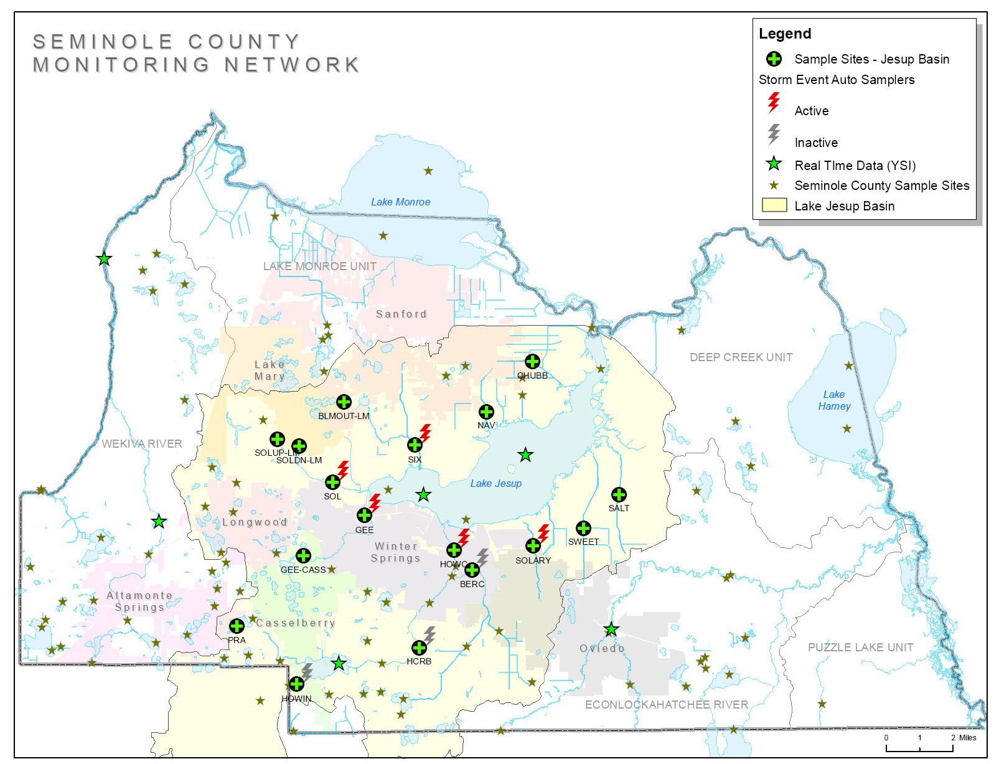 SEMINOLE COUNTY
MONITORING NETWORK
Legend
Sample Sites - Jesup Basin
Storm Event Auto Samplers
Active
Inactive
Real TIme Data (YSI)
Seminole County Sample Sites
Lake Jesup Basin
Lake Monroe
LAKE MONROE UNIT
Sanford
DEEP CREEK UNIT
Lake
Mary
CHUBB
Lake
Harney
BLMOUT-LM
NAV
WEKIVA RIVER
SOLUP-LM
SOLDN-LM
SIX
Lake Jesup
SOL
SALT
Longwood
GEE
SWEET
Winter
Springs
HOWC
SOLARY
GEE-CASS
BERC
Altamonte
Springs
Casselberry
PRA
Oviedo
PUZZLE LAKE UNIT
HCRB
HOWIN
ECONLOCKAHATCHEE RIVER
0 1 2 Miles